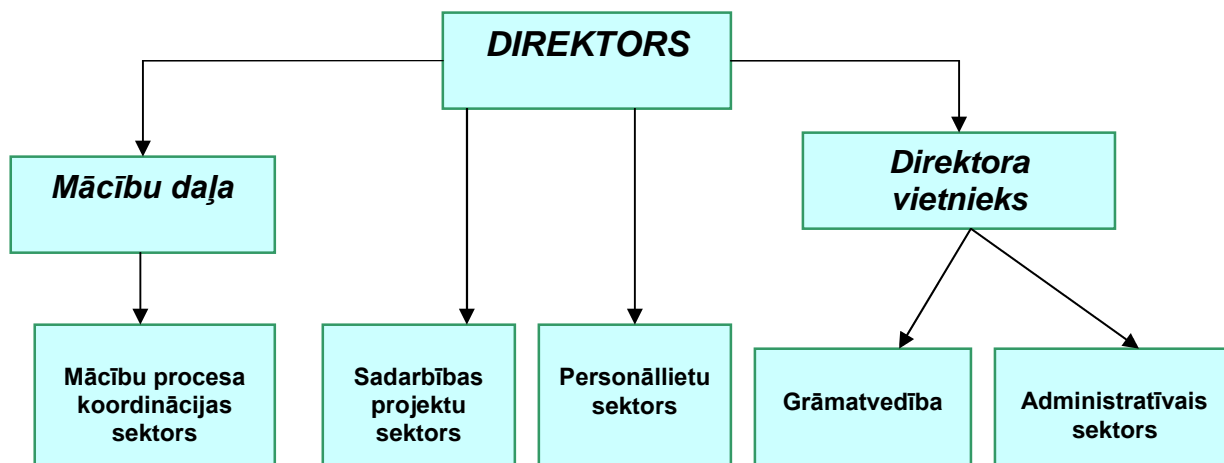 DIREKTORS
Mācību daļa
Direktora
vietnieks
Mācību procesa
koordinācijas
sektors
Sadarbības
projektu
sektors
Personāllietu
sektors
Grāmatvedība
Administratīvais
sektors